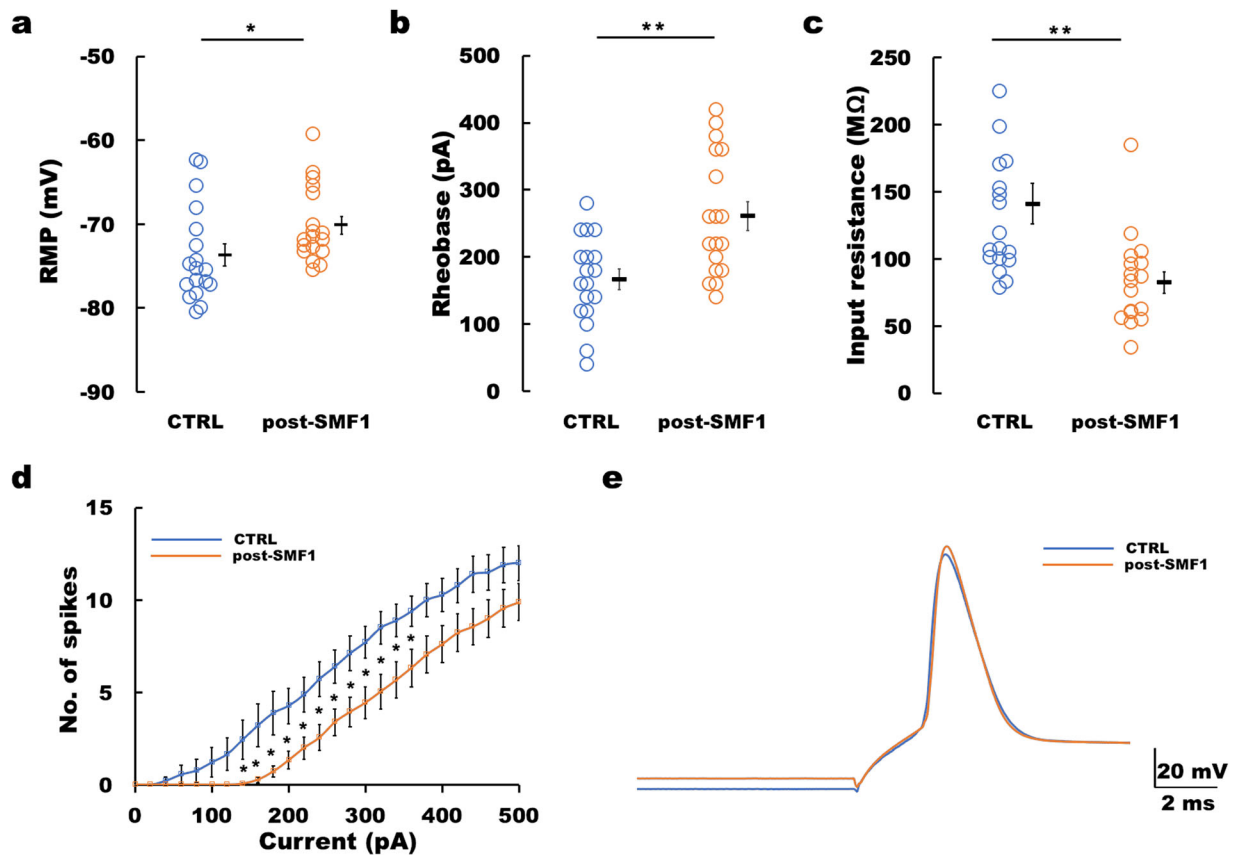 a
*
RMP (mV)
-50
-60
-70
-80
-90
CTRL post-SMF1
b
**
Rheobase (pA)
500
400
300
200
100
0
CTRL post-SMF1
c
**
Input resistance (MΩ)
250
200
150
100
50
0
CTRL post-SMF1
d
No. of spikes
15
10
5
0
CTRL
post-SMF1
* * * * * * * * * * * *
0 100 200 300 400 500
Current (pA)
e
CTRL
post-SMF1
20 mV
2 ms